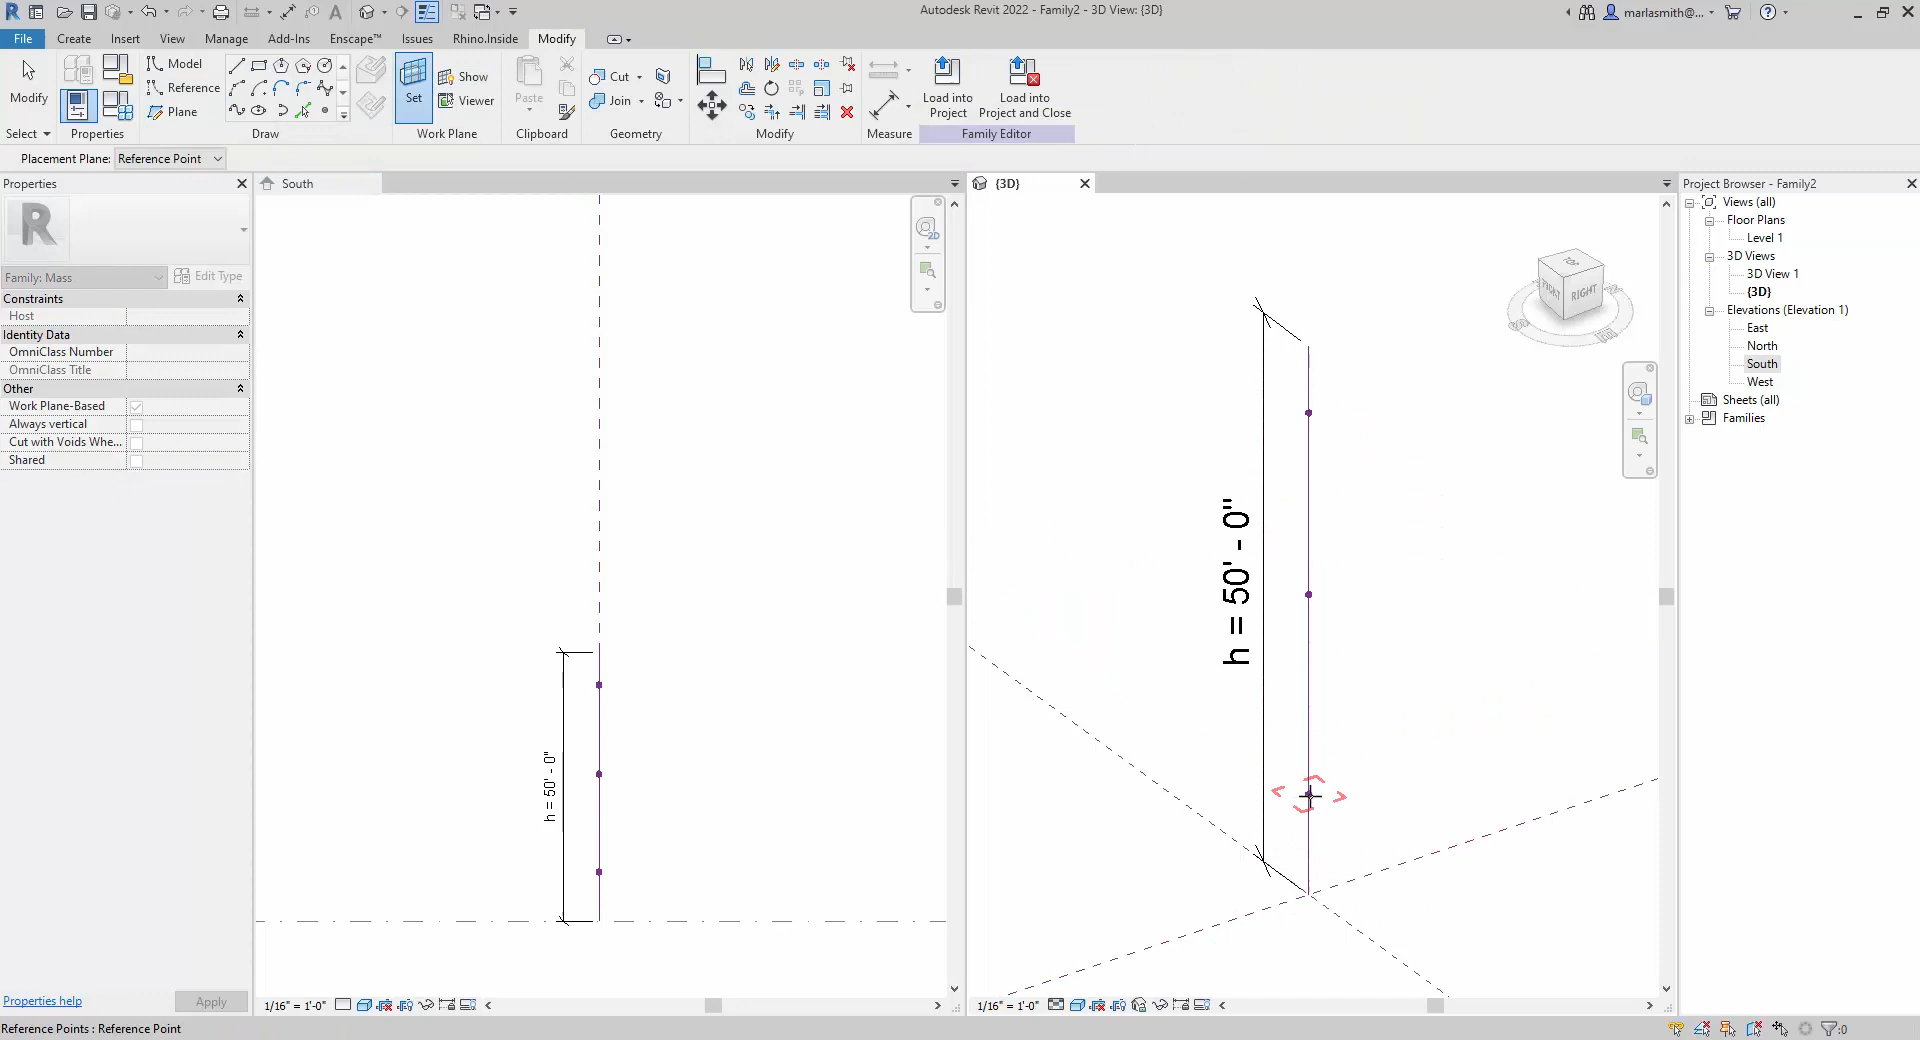 Autodesk Revit 2022 - Family2 - 3D View: {3D}
marlasmith@...
File Create Insert View Manage Add-Ins Enscape™ Issues Rhino.Inside Modify
Modify
Select
Properties
Model
Reference
Plane
Draw
Set
Show
Viewer
Work Plane
Paste
Clipboard
Cut
Join
Geometry
Modify
Measure
Load into
Project
Load into
Project and Close
Family Editor
Placement Plane: Reference Point
Properties
R
Family: Mass
Edit Type
Constraints
Host
Identity Data
OmniClass Number
OmniClass Title
Other
Work Plane-Based
Always vertical
Cut with Voids Whe...
Shared
Properties help
Apply
South
2D
h = 50' - 0"
1/16" = 1'-0"
{3D}
TOP
FRONT
RIGHT
h = 50' - 0"
1/16" = 1'-0"
Project Browser - Family2
Views (all)
Floor Plans
Level 1
3D Views
3D View 1
{3D}
Elevations (Elevation 1)
East
North
South
West
Sheets (all)
Families
Reference Points : Reference Point
:0